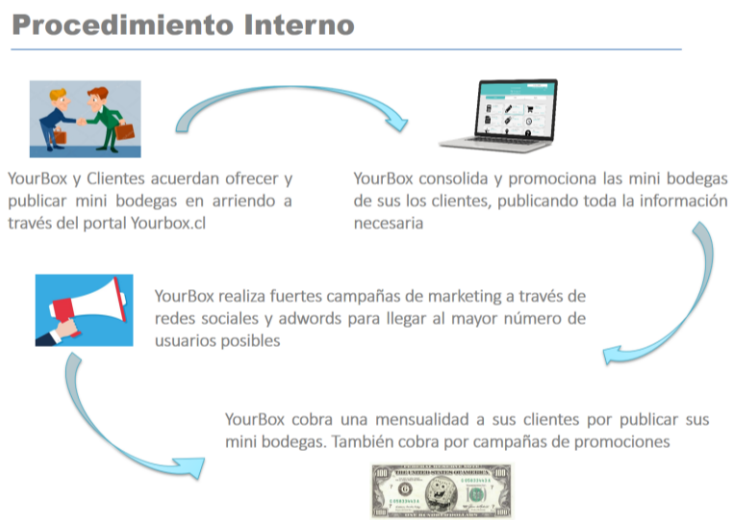 Procedimiento Interno
YourBox y Clientes acuerdan ofrecer y
publicar mini bodegas en arriendo a
través del portal Yourbox.cl
YourBox consolida y promociona las mini bodegas
de sus los clientes, publicando toda la información
necesaria
YourBox realiza fuertes campañas de marketing a través de
redes sociales y adwords para llegar al mayor número de
usuarios posibles
YourBox cobra una mensualidad a sus clientes por publicar sus
mini bodegas. También cobra por campañas de promociones